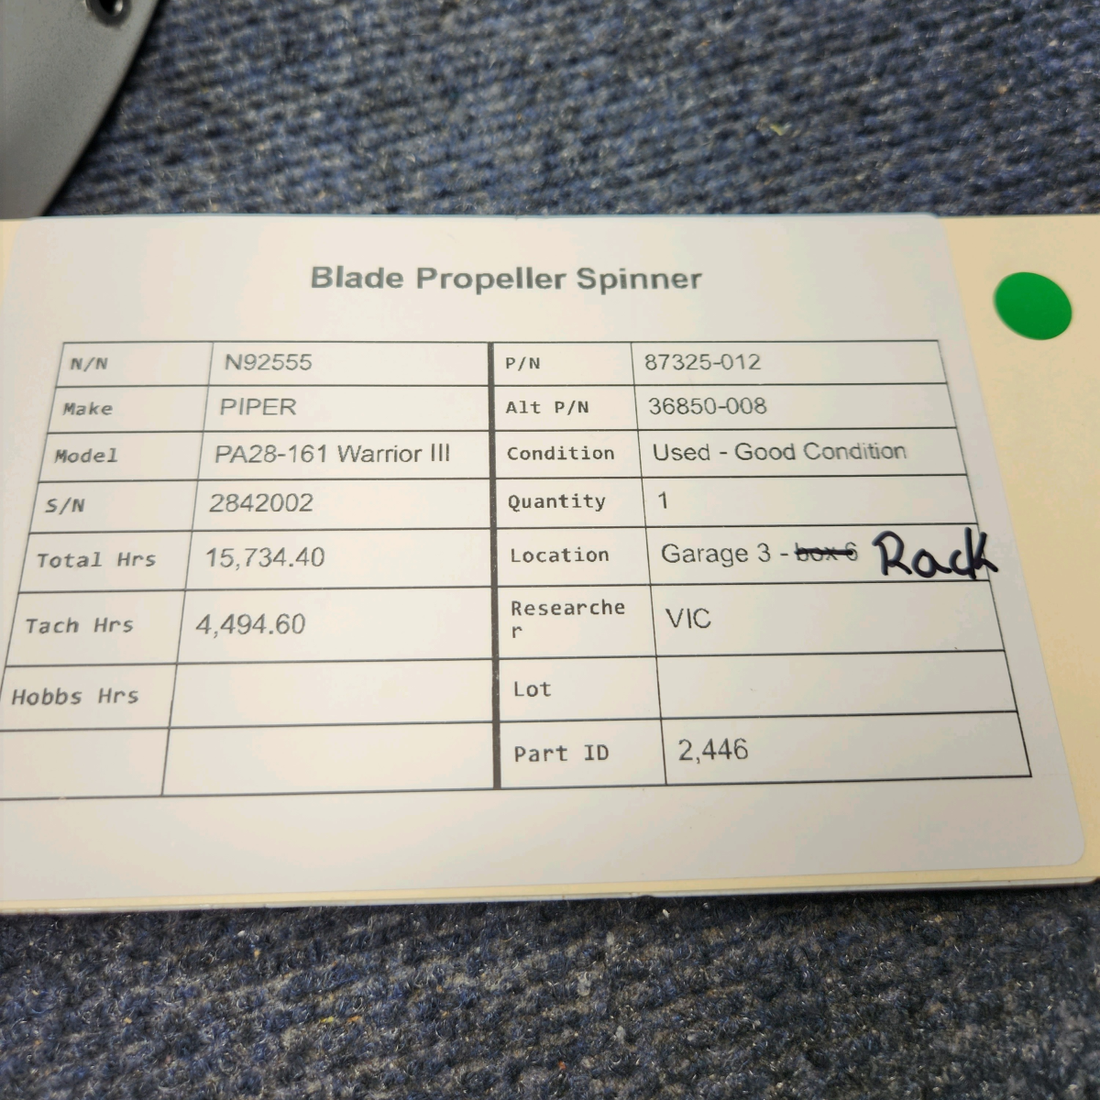 Blade Propeller Spinner
N/N N92555 P/N 87325-012
Make PIPER Alt P/N 36850-008
Model PA28-161 Warrior III Condition Used - Good Condition
S/N 2842002 Quantity 1
Total Hrs 15,734.40 Location Garage 3 - box 6 Rack
Tach Hrs 4,494.60 Researche
r VIC
Hobbs Hrs Lot
Part ID 2,446